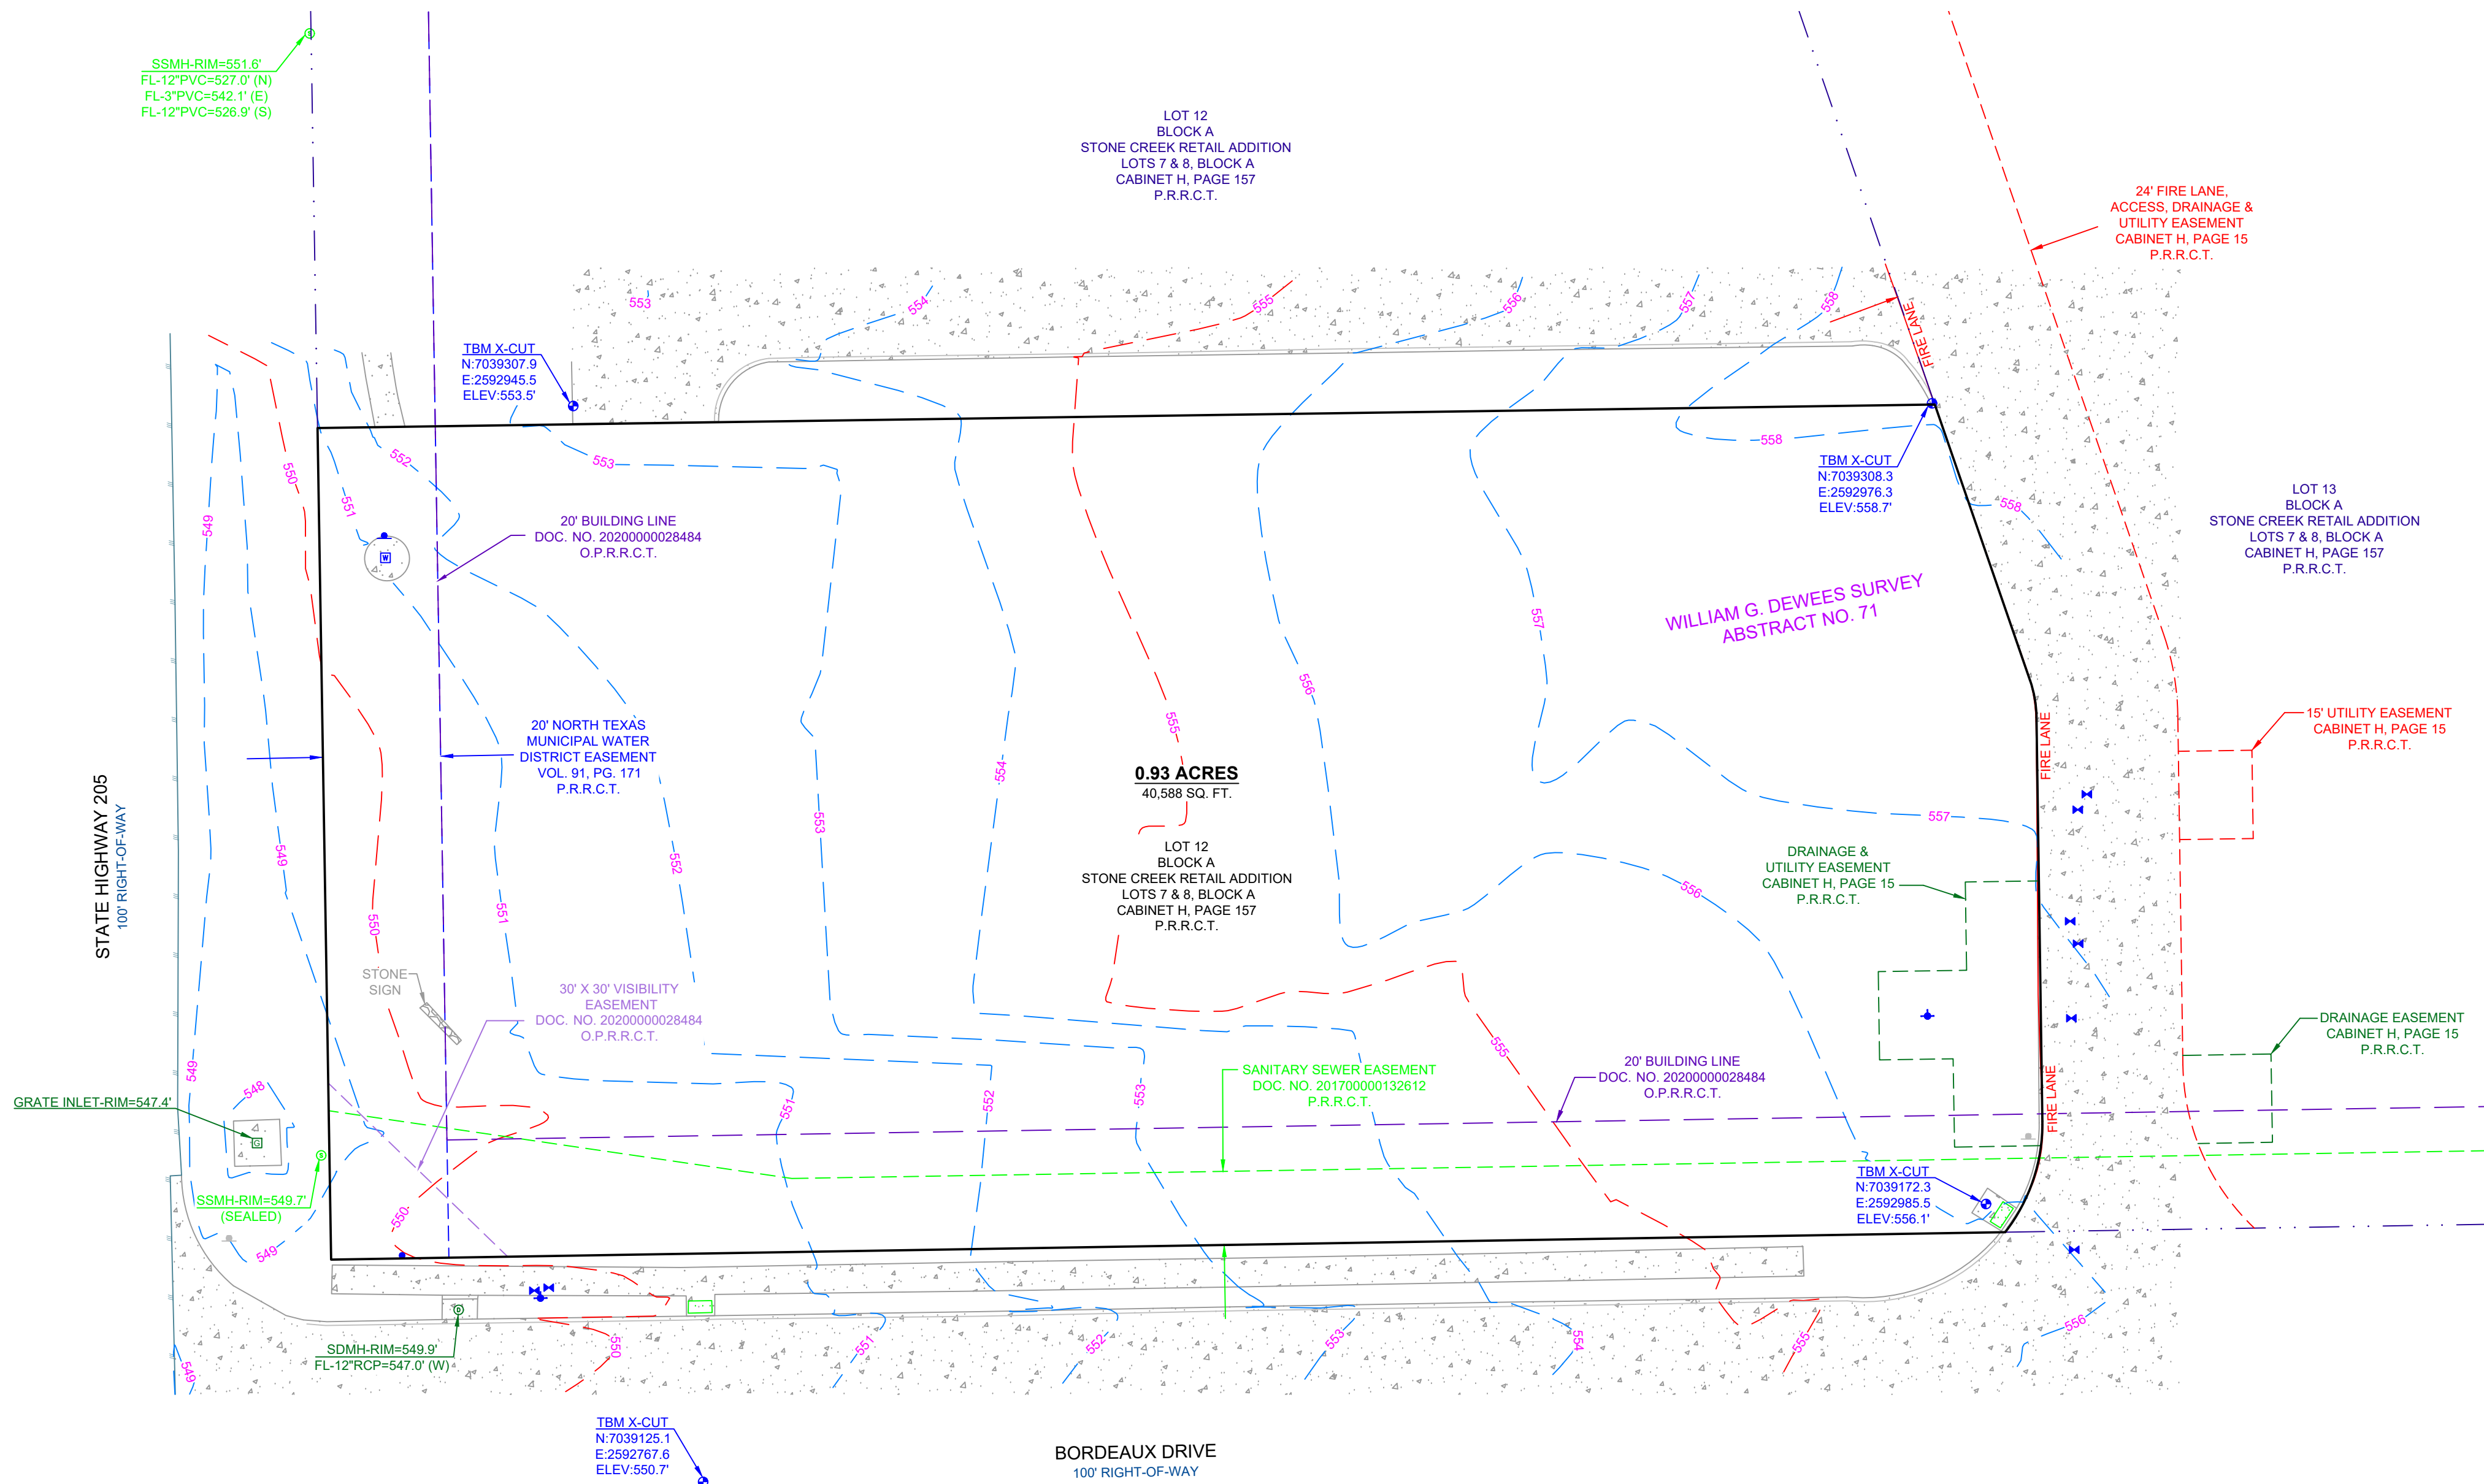 SSMH-RIM=551.6'
FL-12"PVC=527.0' (N)
FL-3"PVC=542.1' (E)
FL-12"PVC=526.9' (S)
LOT 12
BLOCK A
STONE CREEK RETAIL ADDITION
LOTS 7 & 8, BLOCK A
CABINET H, PAGE 157
P.R.R.C.T.
24' FIRE LANE,
ACCESS, DRAINAGE &
UTILITY EASEMENT
CABINET H, PAGE 15
P.R.R.C.T.
553
554
555
556
557
558
FIRE LANE
TBM X-CUT
N:7039307.9
E:2592945.5
ELEV:553.5'
550
552
553
551
549
558
TBM X-CUT
N:7039308.3
E:2592976.3
ELEV:558.7'
558
LOT 13
BLOCK A
STONE CREEK RETAIL ADDITION
LOTS 7 & 8, BLOCK A
CABINET H, PAGE 157
P.R.R.C.T.
W
20' BUILDING LINE
DOC. NO. 20200000028484
O.P.R.R.C.T.
WILLIAM G. DEWEES SURVEY
ABSTRACT NO. 71
557
556
555
20' NORTH TEXAS
MUNICIPAL WATER
DISTRICT EASEMENT
VOL. 91, PG. 171
P.R.R.C.T.
554
FIRE LANE
15' UTILITY EASEMENT
CABINET H, PAGE 15
P.R.R.C.T.
0.93 ACRES
40,588 SQ. FT.
STATE HIGHWAY 205
100' RIGHT-OF-WAY
549
553
552
557
LOT 12
BLOCK A
STONE CREEK RETAIL ADDITION
LOTS 7 & 8, BLOCK A
CABINET H, PAGE 157
P.R.R.C.T.
DRAINAGE &
UTILITY EASEMENT
CABINET H, PAGE 15
P.R.R.C.T.
556
550
551
STONE
SIGN
30' X 30' VISIBILITY
EASEMENT
DOC. NO. 20200000028484
O.P.R.R.C.T.
555
DRAINAGE EASEMENT
CABINET H, PAGE 15
P.R.R.C.T.
20' BUILDING LINE
DOC. NO. 20200000028484
O.P.R.R.C.T.
SANITARY SEWER EASEMENT
DOC. NO. 201700000132612
P.R.R.C.T.
549
548
551
552
553
FIRE LANE
GRATE INLET-RIM=547.4'
G
S
SSMH-RIM=549.7'
(SEALED)
TBM X-CUT
N:7039172.3
E:2592985.5
ELEV:556.1'
550
549
D
SDMH-RIM=549.9'
FL-12"RCP=547.0' (W)
549
550
551
552
553
554
555
556
TBM X-CUT
N:7039125.1
E:2592767.6
ELEV:550.7'
BORDEAUX DRIVE
100' RIGHT-OF-WAY